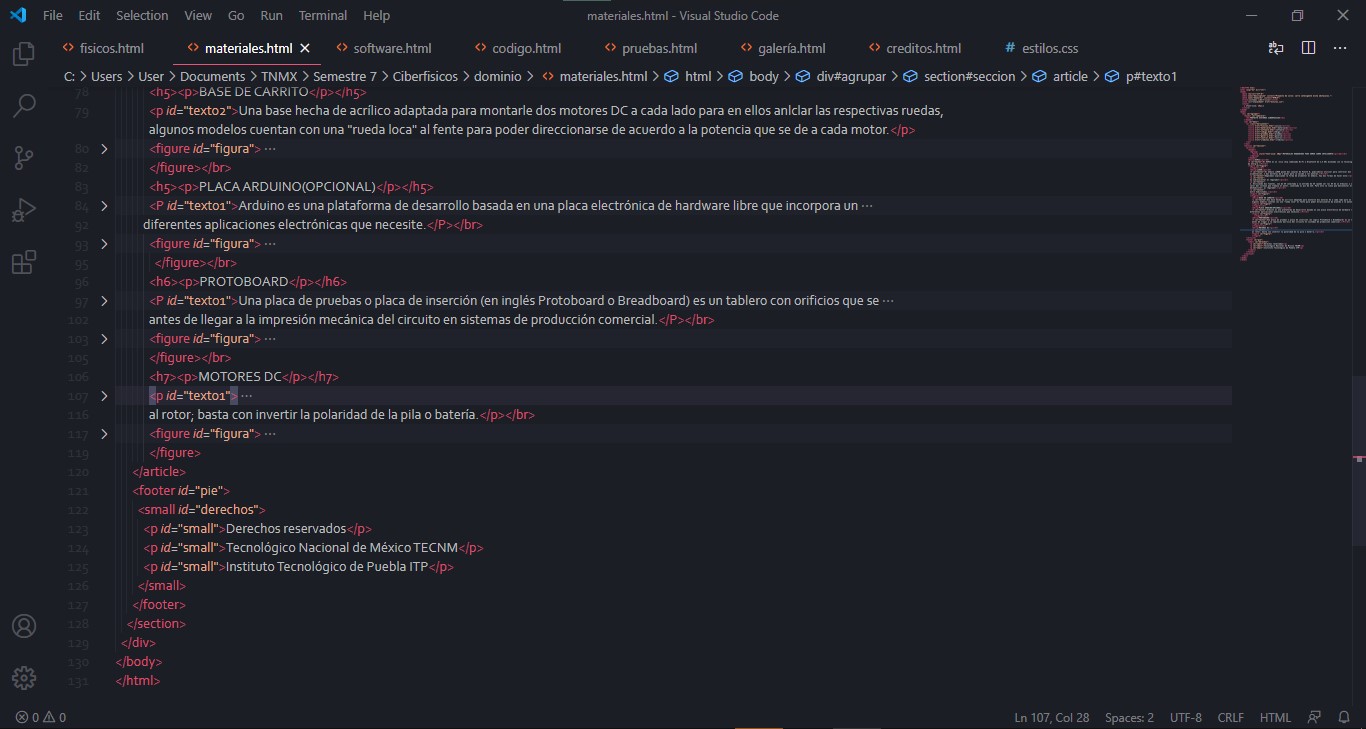 File Edit Selection View Go Run Terminal Help materiales.html - Visual Studio Code
fisicos.html materiales.html software.html codigo.html pruebas.html galería.html creditos.html # estilos.css
C: > Users > User > Documents > TNMX > Semestre 7 > Ciberfisicos > dominio > materiales.html > html > body > div#agrupar > section#seccion > article > p#texto1
78 <h5><p>BASE DE CARRITO</p></h5>
79 <p id="texto2">Una base hecha de acrílico adaptada para montarle dos motores DC a cada lado para en ellos anlclar las respectivas ruedas,
algunos modelos cuentan con una "rueda loca" al fente para poder direccionarse de acuerdo a la potencia que se de a cada motor.</p>
80 <figure id="figura"> ···
82 </figure></br>
83 <h5><p>PLACA ARDUINO(OPCIONAL)</p></h5>
84 <P id="texto1">Arduino es una plataforma de desarrollo basada en una placa electrónica de hardware libre que incorpora un ···
92 diferentes aplicaciones electrónicas que necesite.</P></br>
93 <figure id="figura"> ···
95 </figure></br>
96 <h6><p>PROTOBOARD</p></h6>
97 <P id="texto1">Una placa de pruebas o placa de inserción (en inglés Protoboard o Breadboard) es un tablero con orificios que se ···
102 antes de llegar a la impresión mecánica del circuito en sistemas de producción comercial.</P></br>
103 <figure id="figura"> ···
105 </figure></br>
106 <h7><p>MOTORES DC</p></h7>
107 <p id="texto1"> ···
116 al rotor; basta con invertir la polaridad de la pila o batería.</p></br>
117 <figure id="figura"> ···
119 </figure>
120 </article>
121 <footer id="pie">
122 <small id="derechos">
123 <p id="small">Derechos reservados</p>
124 <p id="small">Tecnológico Nacional de México TECNM</p>
125 <p id="small">Instituto Tecnológico de Puebla ITP</p>
126 </small>
127 </footer>
128 </section>
129 </div>
130 </body>
131 </html>
0 0 Ln 107, Col 28 Spaces: 2 UTF-8 CRLF HTML